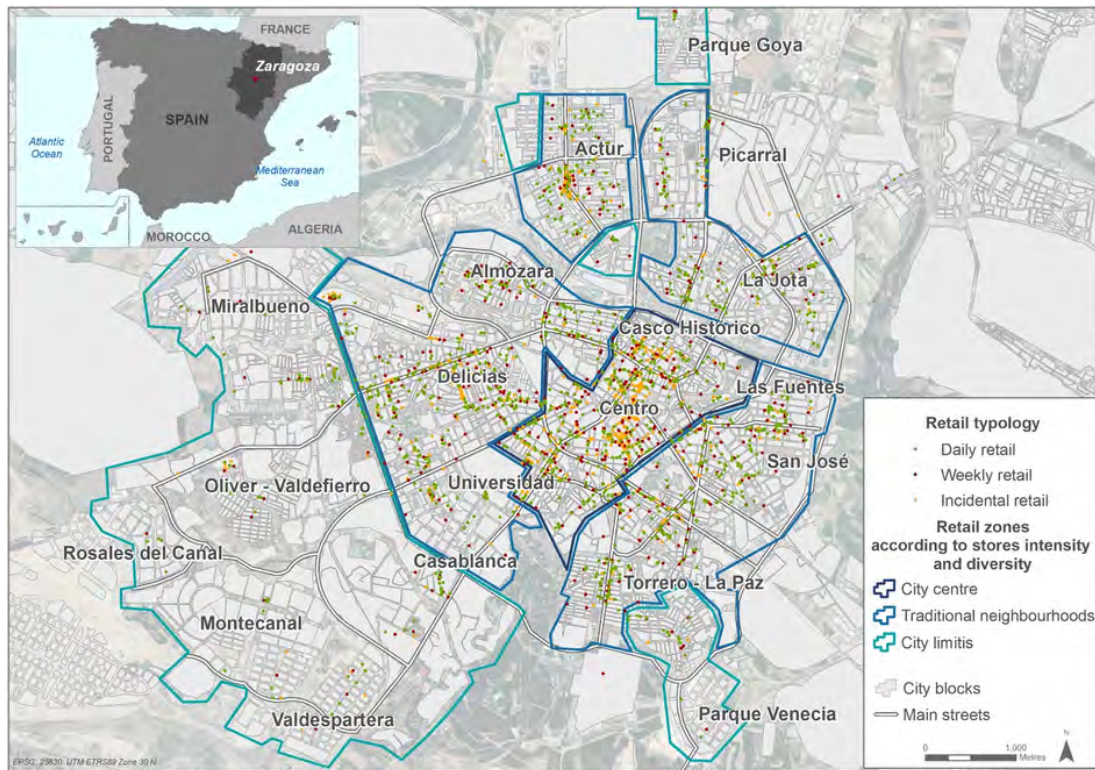 FRANCE
Zaragoza
PORTUGAL
SPAIN
Atlantic
Ocean
Mediterranean
Sea
MOROCCO
ALGERIA
Parque Goya
Actur
Picarral
Almozara
La Jota
Miralbueno
Casco Histórico
Delicias
Las Fuentes
Centro
San José
Oliver - Valdefierro
Universidad
Rosales del Canal
Casablanca
Torrero - La Paz
Montecanal
Valdespartera
Parque Venecia
Retail typology
Daily retail
Weekly retail
Incidental retail
Retail zones
according to stores intensity
and diversity
City centre
Traditional neighbourhoods
City limitis
City blocks
Main streets
N
0 1,000
Metres
EPSG: 25830. UTM ETRS89 Zone 30 N